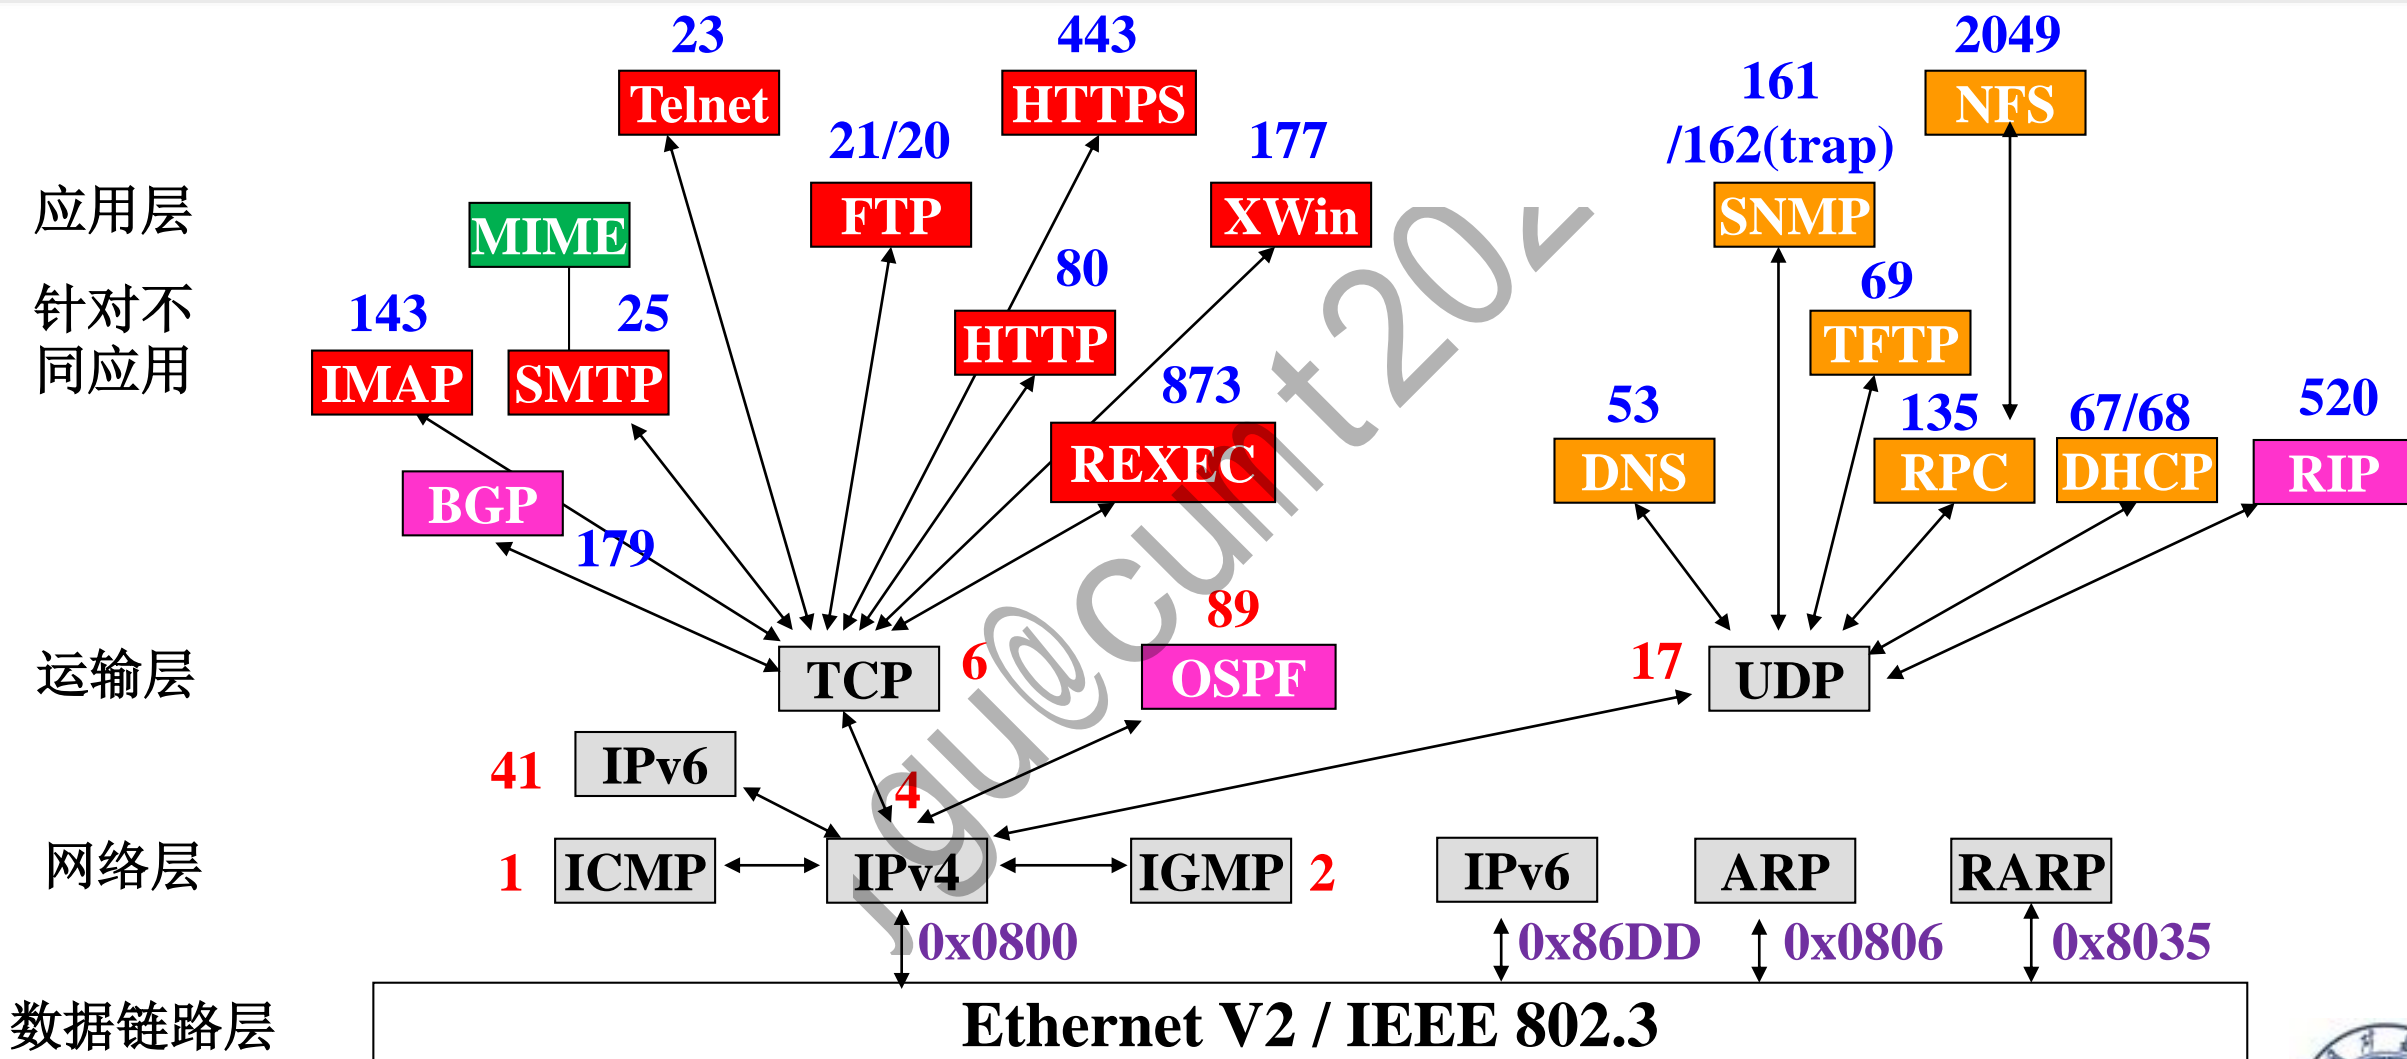 23
443
2049
Telnet
HTTPS
161
NFS
21/20
177
/162(trap)
应用层
MIME
FTP
XWin
SNMP
80
69
针对不
143
25
HTTP
TFTP
同应用
IMAP
SMTP
873
53
135
67/68
520
BGP
REXEC
DNS
RPC
DHCP
RIP
179
89
运输层
TCP
6
OSPF
17
UDP
41
IPv6
4
网络层
1
ICMP
IPv4
IGMP
2
IPv6
ARP
RARP
0x0800
0x86DD
0x0806
0x8035
数据链路层
Ethernet V2 / IEEE 802.3
gu@cumt202